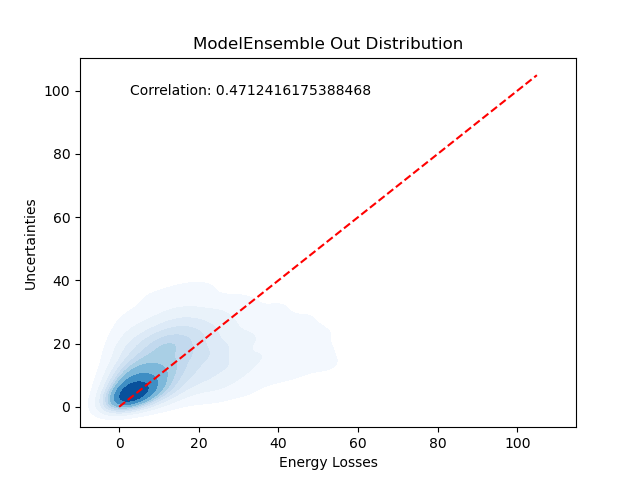 ModelEnsemble Out Distribution
Correlation: 0.4712416175388468
100
80
60
40
20
0
Uncertainties
0 20 40 60 80 100
Energy Losses